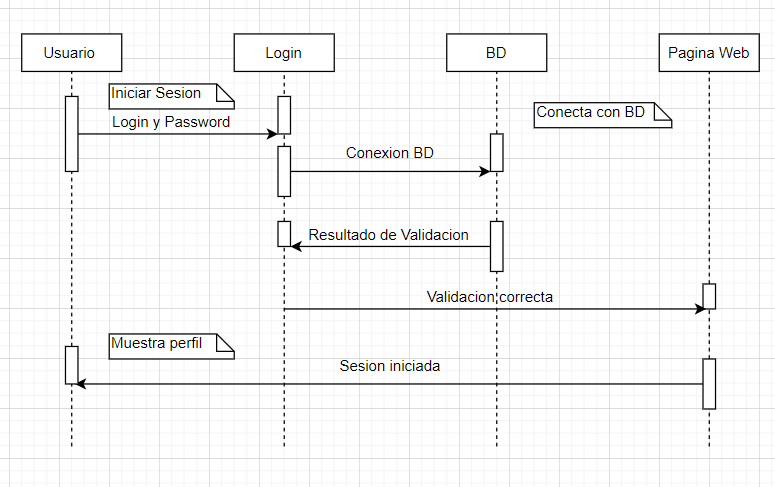 Usuario
Login
BD
Pagina Web
Iniciar Sesion
Conecta con BD
Login y Password
Conexion BD
Resultado de Validacion
Validacion correcta
Muestra perfil
Sesion iniciada